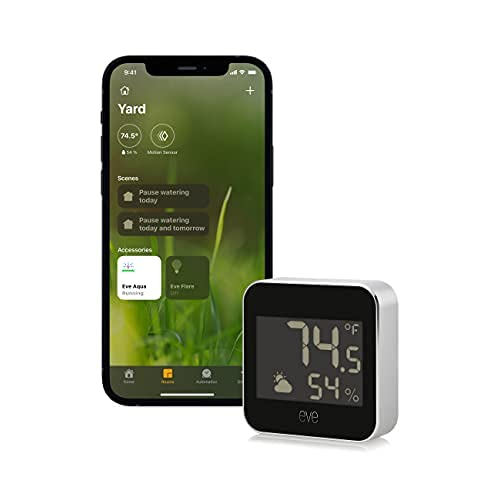 9:41
Yard
74.5°
54 %
Motion Sensor
Scenes
Pause watering
today
Pause watering
today and tomorrow
Accessories
Eve Aqua
Running
Eve Flare
Off
Home
Rooms
Automation
74.5 °F
54 %
eve